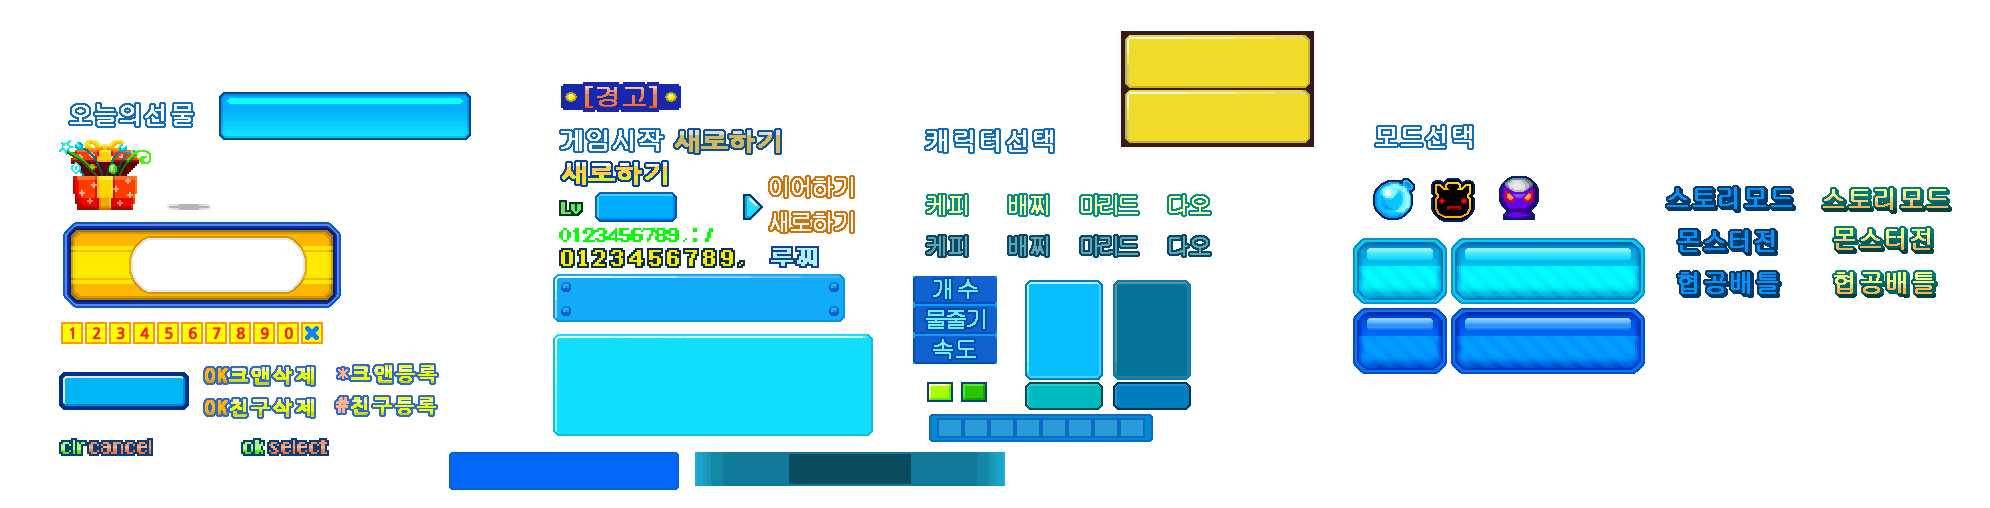 오늘의선물
1 2 3 4 5 6 7 8 9 0 X
OK크앤삭제 *크앤등록
OK친구삭제 #친구등록
clr cancel ok select
[경고]
게임시작 새로하기
새로하기
이어하기
Lv
새로하기
0123456789.:/
0123456789. 루찌
캐릭터선택
케피 배찌 마리드 다오
케피 배찌 마리드 다오
개수
물줄기
속도
모드선택
스토리모드 스토리모드
몬스터전 몬스터전
협공배틀 협공배틀